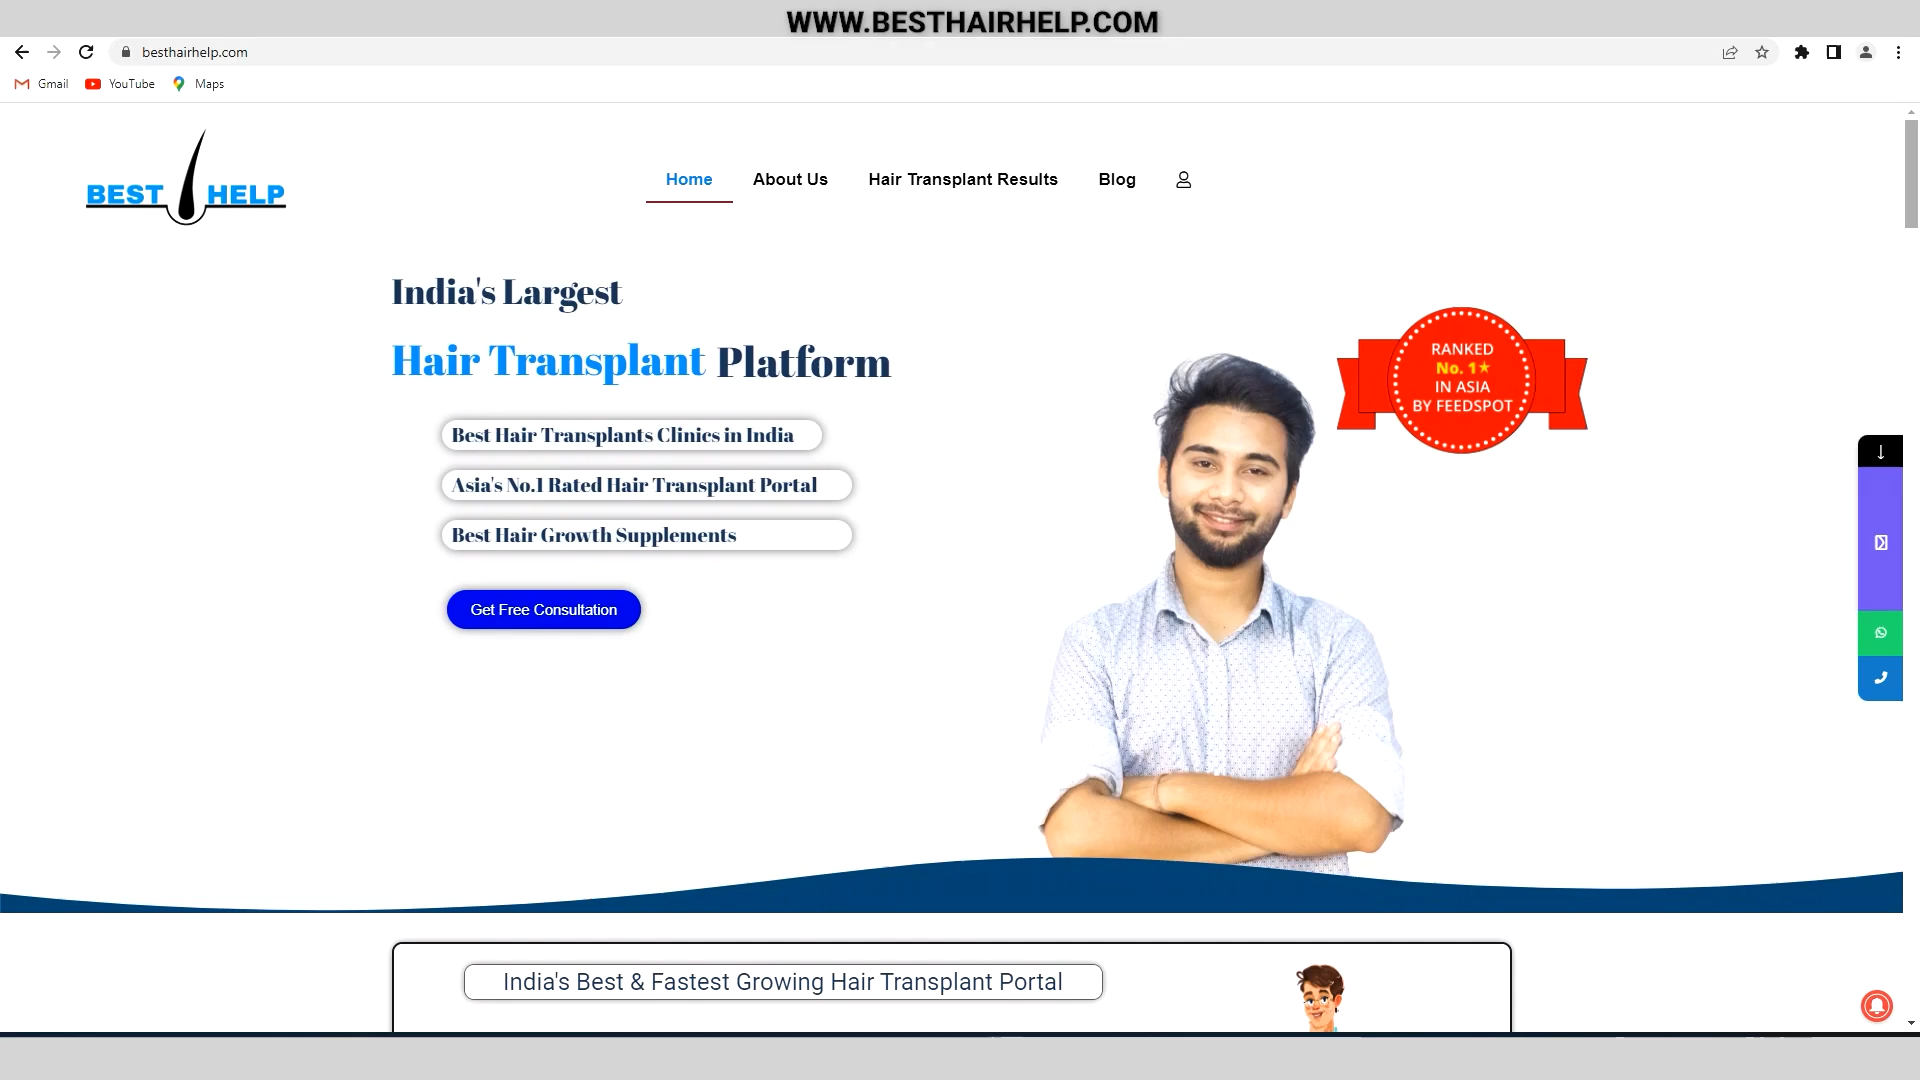 WWW.BESTHAIRHELP.COM
besthairhelp.com
Gmail YouTube Maps
BEST HELP
Home About Us Hair Transplant Results Blog
India's Largest
Hair Transplant Platform
RANKED
No. 1★
IN ASIA
BY FEEDSPOT
Best Hair Transplants Clinics in India
Asia's No.1 Rated Hair Transplant Portal
Best Hair Growth Supplements
Get Free Consultation
India's Best & Fastest Growing Hair Transplant Portal